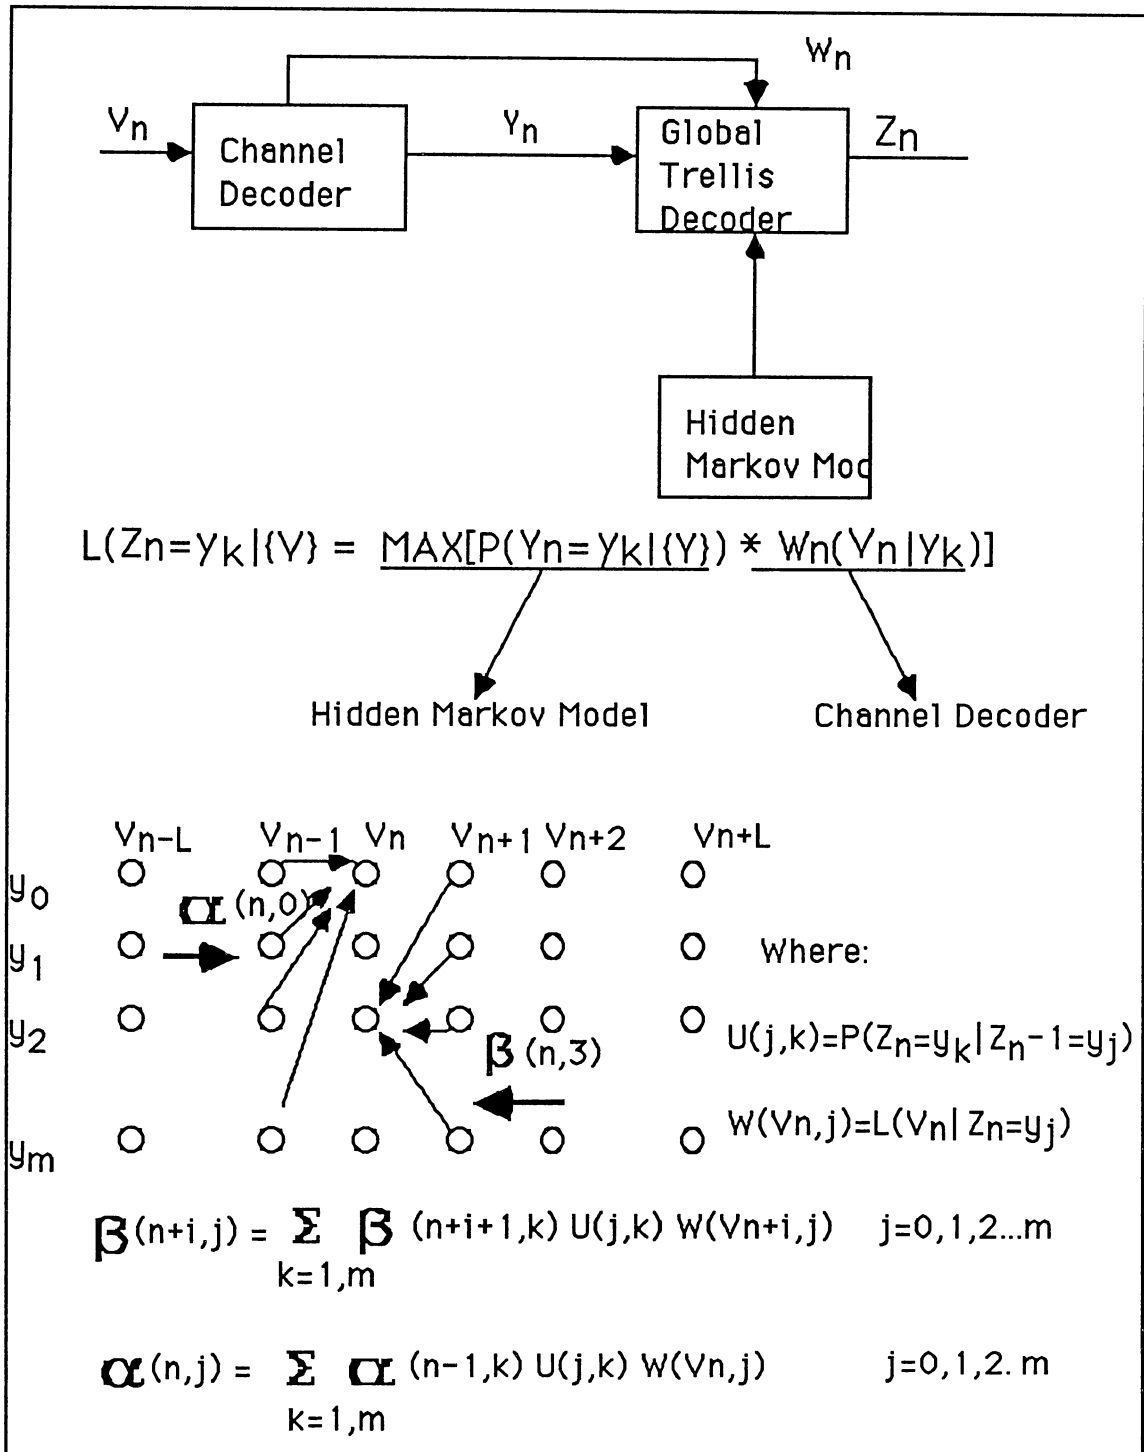 Wn
Vn
Channel Decoder
Yn
Global Trellis Decoder
Zn
Hidden Markov Mod
L(Zn=yk|{V} = MAX[P(Yn=yk|{Y}) * Wn(Vn|Yk)]
Hidden Markov Model
Channel Decoder
Vn-L Vn-1 Vn Vn+1 Vn+2 Vn+L
y0
α(n,0)
y1
Where:
y2
U(j,k)=P(Zn=yk|Zn-1=yj)
β(n,3)
W(Vn,j)=L(Vn|Zn=yj)
ym
β(n+i,j) = Σ β (n+i+1,k) U(j,k) W(Vn+i,j) j=0,1,2...m
k=1,m
α(n,j) = Σ α (n-1,k) U(j,k) W(Vn,j) j=0,1,2. m
k=1,m